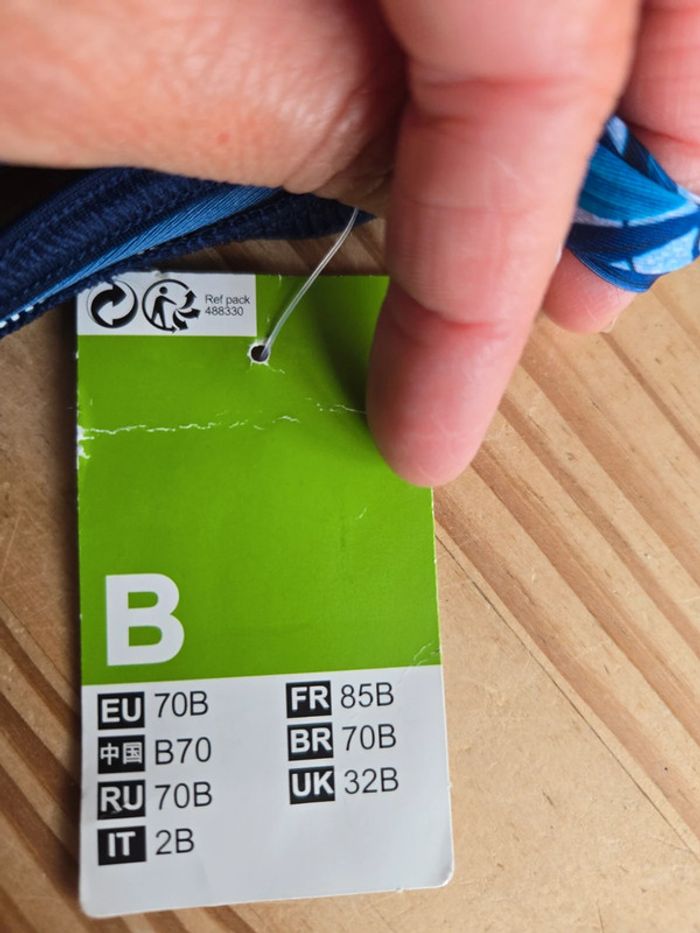 Ref pack
488330
B
EU 70B
中国 B70
RU 70B
IT 2B
FR 85B
BR 70B
UK 32B